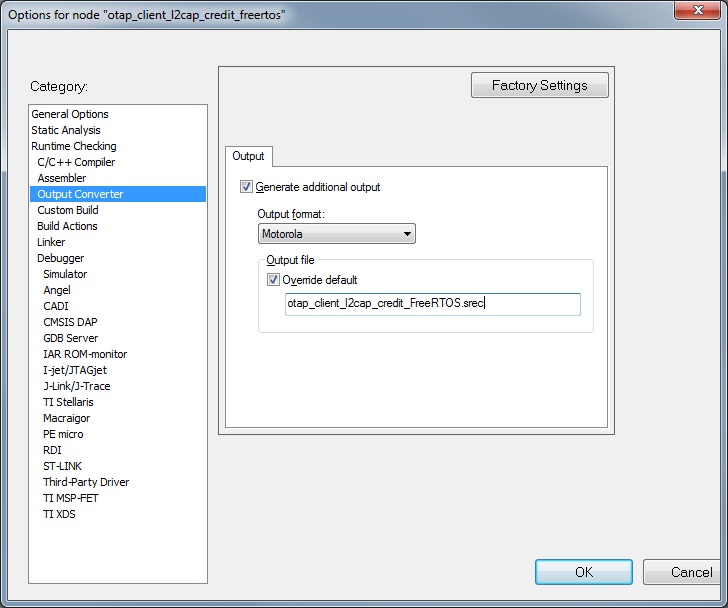 Options for node "otap_client_l2cap_credit_freertos"
Category:
General Options
Static Analysis
Runtime Checking
C/C++ Compiler
Assembler
Output Converter
Custom Build
Build Actions
Linker
Debugger
Simulator
Angel
CADI
CMSIS DAP
GDB Server
IAR ROM-monitor
I-jet/JTAGjet
J-Link/J-Trace
TI Stellaris
Macraigor
PE micro
RDI
ST-LINK
Third-Party Driver
TI MSP-FET
TI XDS
Factory Settings
Output
Generate additional output
Output format:
Motorola
Output file
Override default
otap_client_l2cap_credit_FreeRTOS.srec
OK
Cancel